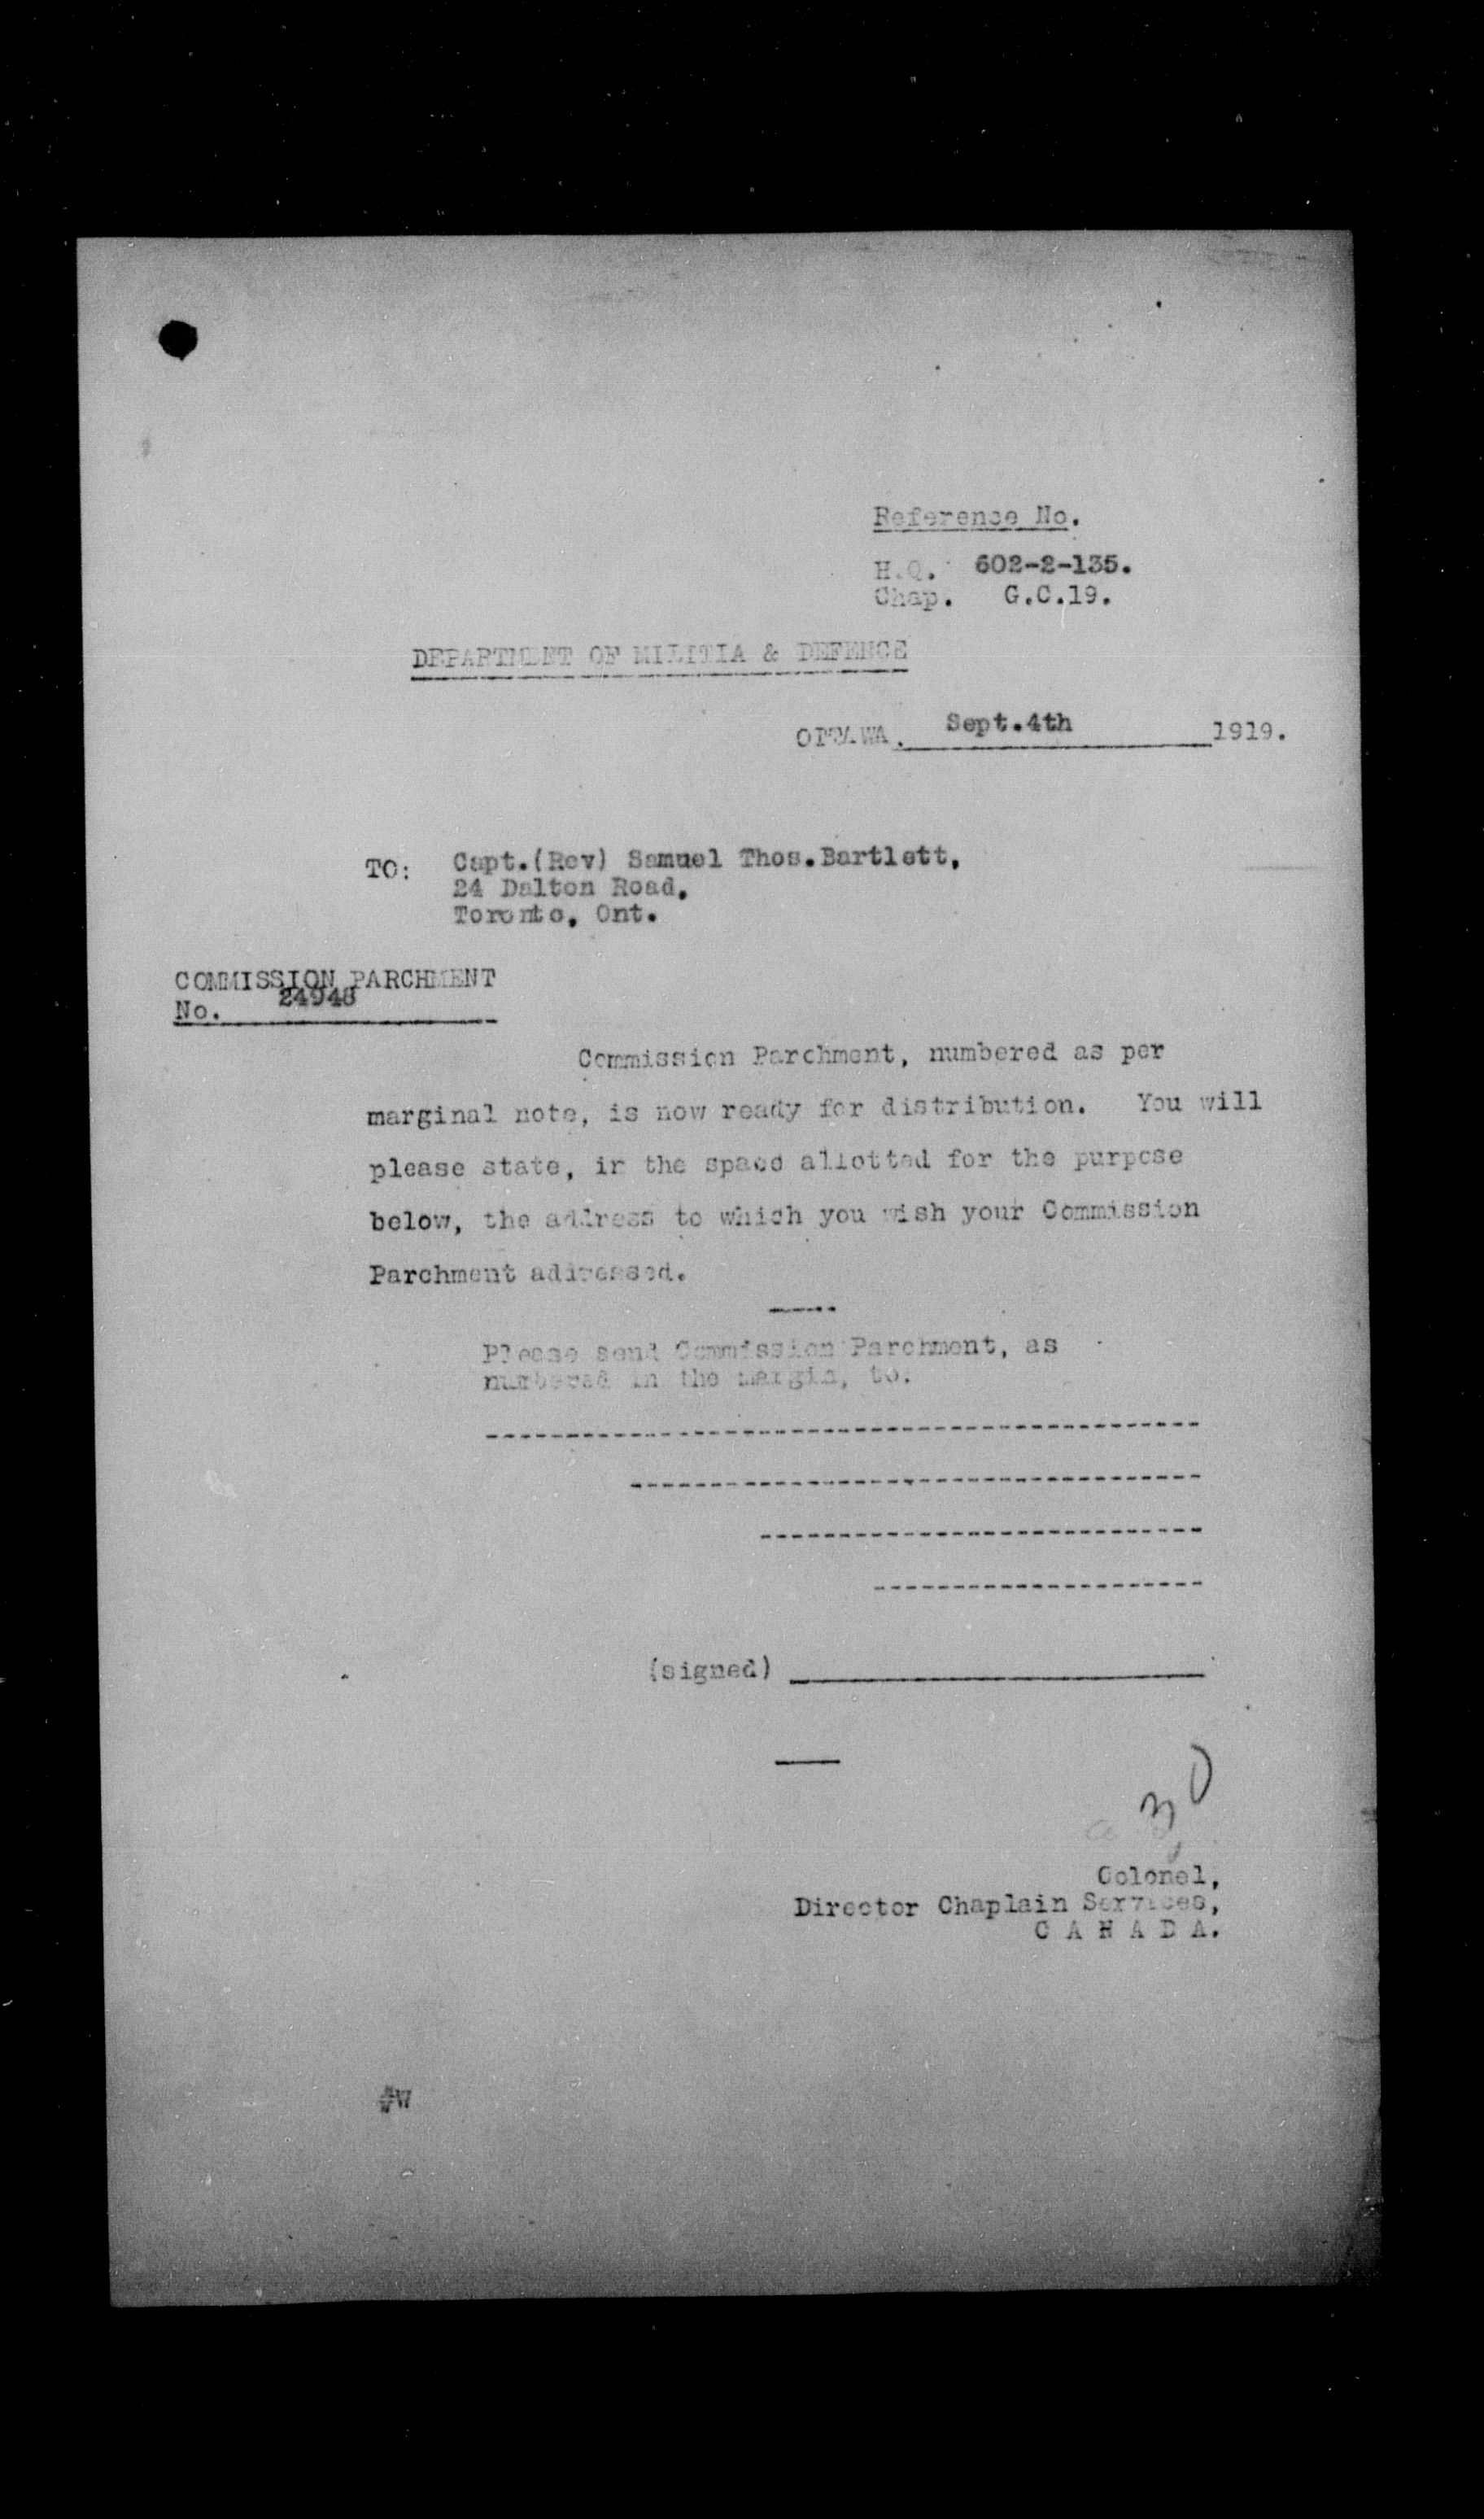 Reference No.
H.Q. 602-2-135.
Chap. G.C.19.
DEPARTMENT OF MILITIA & DEFENCE
OTTAWA. Sept.4th 1919.
TO: Capt.(Rev) Samuel Thos.Bartlett,
24 Dalton Road,
Toronto, Ont.
COMMISSION PARCHMENT
No. 24948
Commission Parchment, numbered as per
marginal note, is now ready for distribution. You will
please state, in the space allotted for the purpose
below, the address to which you wish your Commission
Parchment addressed.
Please send Commission Parchment, as
numbered in the margin, to.
(signed)
30
Colonel,
Director Chaplain Services,
C A N A D A.